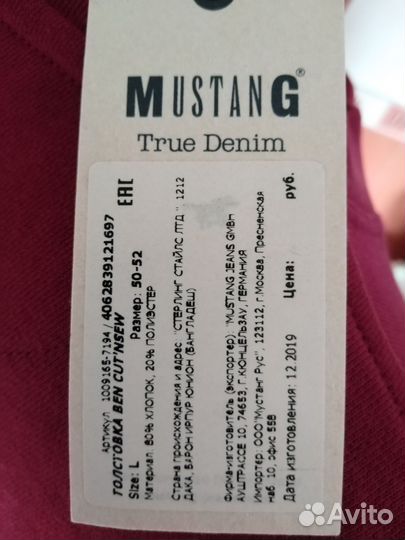 MUSTANG®
True Denim
EAC
Артикул 1009165-7194 / 4062839121697
ТОЛСТОВКА BEN CUT'NSEW
Size: L Размер: 50-52
Материал: 80% ХЛОПОК, 20% ПОЛИЭСТЕР
Страна происхождения и адрес: "СТЕРЛИНГ СТАЙЛС ЛТД", 1212
ДАКА, БАРОН ИРПУР ЮНИОН (БАНГЛАДЕШ)
Фирма-изготовитель (экспортер): "MUSTANG JEANS GMBH
АУШТРАССЕ 10, 74653, Г.КЮНЦЕЛЬЗАУ, ГЕРМАНИЯ
Импортер: ООО"Мустанг Рус", 123112, г.Москва, Пресненская
наб 10, офис 55В
Дата изготовления: 12.2019 Цена: руб.
Avito